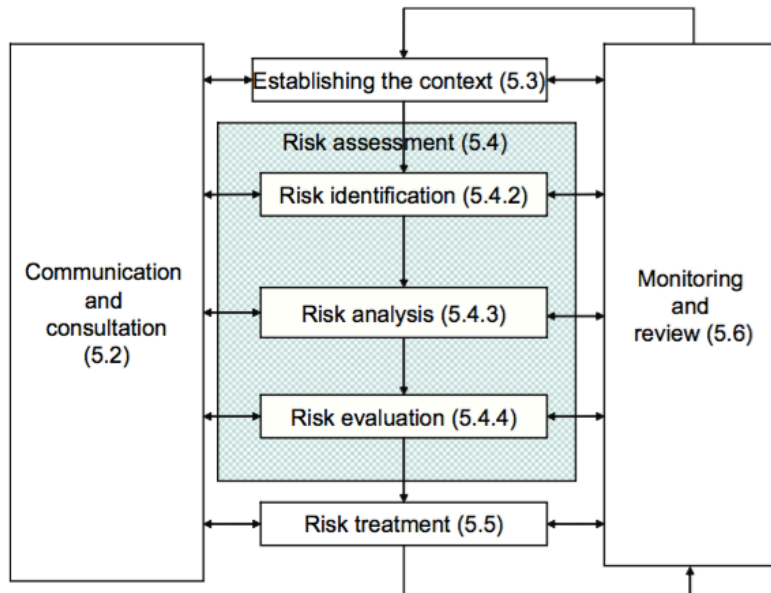 Establishing the context (5.3)
Risk assessment (5.4)
Risk identification (5.4.2)
Communication
and
consultation
(5.2)
Risk analysis (5.4.3)
Monitoring
and
review (5.6)
Risk evaluation (5.4.4)
Risk treatment (5.5)